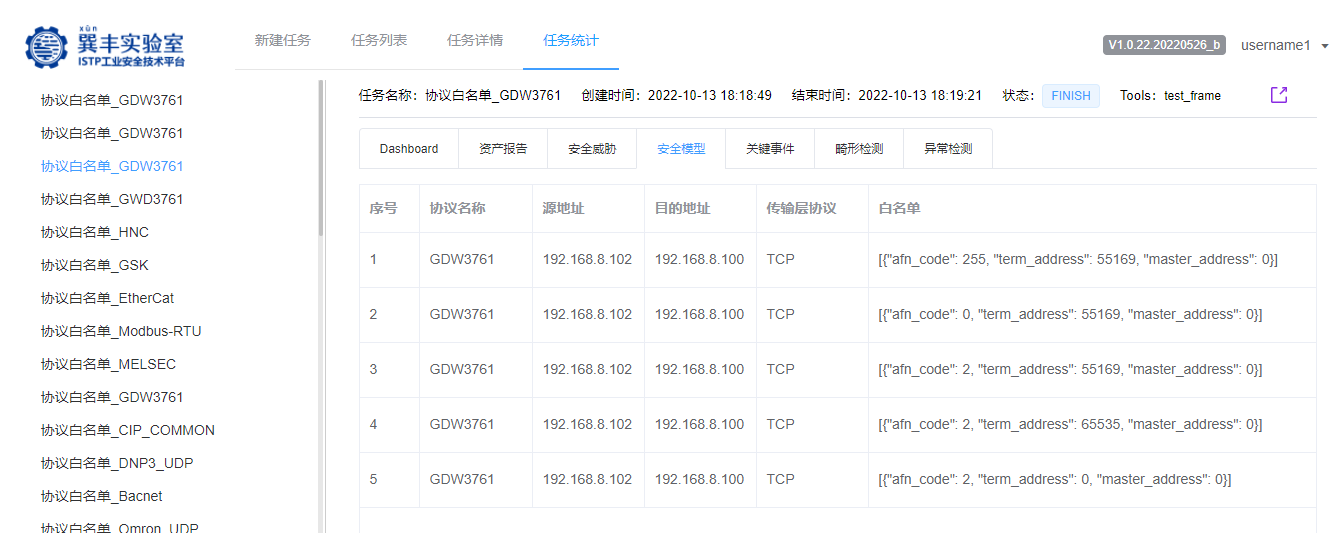 xùn
巽丰实验室
ISTP工业安全技术平台
新建任务 任务列表 任务详情 任务统计
V1.0.22.20220526_b username1
协议白名单_GDW3761
协议白名单_GDW3761
协议白名单_GDW3761
协议白名单_GWD3761
协议白名单_HNC
协议白名单_GSK
协议白名单_EtherCat
协议白名单_Modbus-RTU
协议白名单_MELSEC
协议白名单_GDW3761
协议白名单_CIP_COMMON
协议白名单_DNP3_UDP
协议白名单_Bacnet
协议白名单_Omron_UDP
任务名称：协议白名单_GDW3761 创建时间：2022-10-13 18:18:49 结束时间：2022-10-13 18:19:21 状态： FINISH Tools：test_frame
Dashboard 资产报告 安全威胁 安全模型 关键事件 畸形检测 异常检测
序号 协议名称 源地址 目的地址 传输层协议 白名单
1 GDW3761 192.168.8.102 192.168.8.100 TCP [{"afn_code": 255, "term_address": 55169, "master_address": 0}]
2 GDW3761 192.168.8.102 192.168.8.100 TCP [{"afn_code": 0, "term_address": 55169, "master_address": 0}]
3 GDW3761 192.168.8.102 192.168.8.100 TCP [{"afn_code": 2, "term_address": 55169, "master_address": 0}]
4 GDW3761 192.168.8.102 192.168.8.100 TCP [{"afn_code": 2, "term_address": 65535, "master_address": 0}]
5 GDW3761 192.168.8.102 192.168.8.100 TCP [{"afn_code": 2, "term_address": 0, "master_address": 0}]